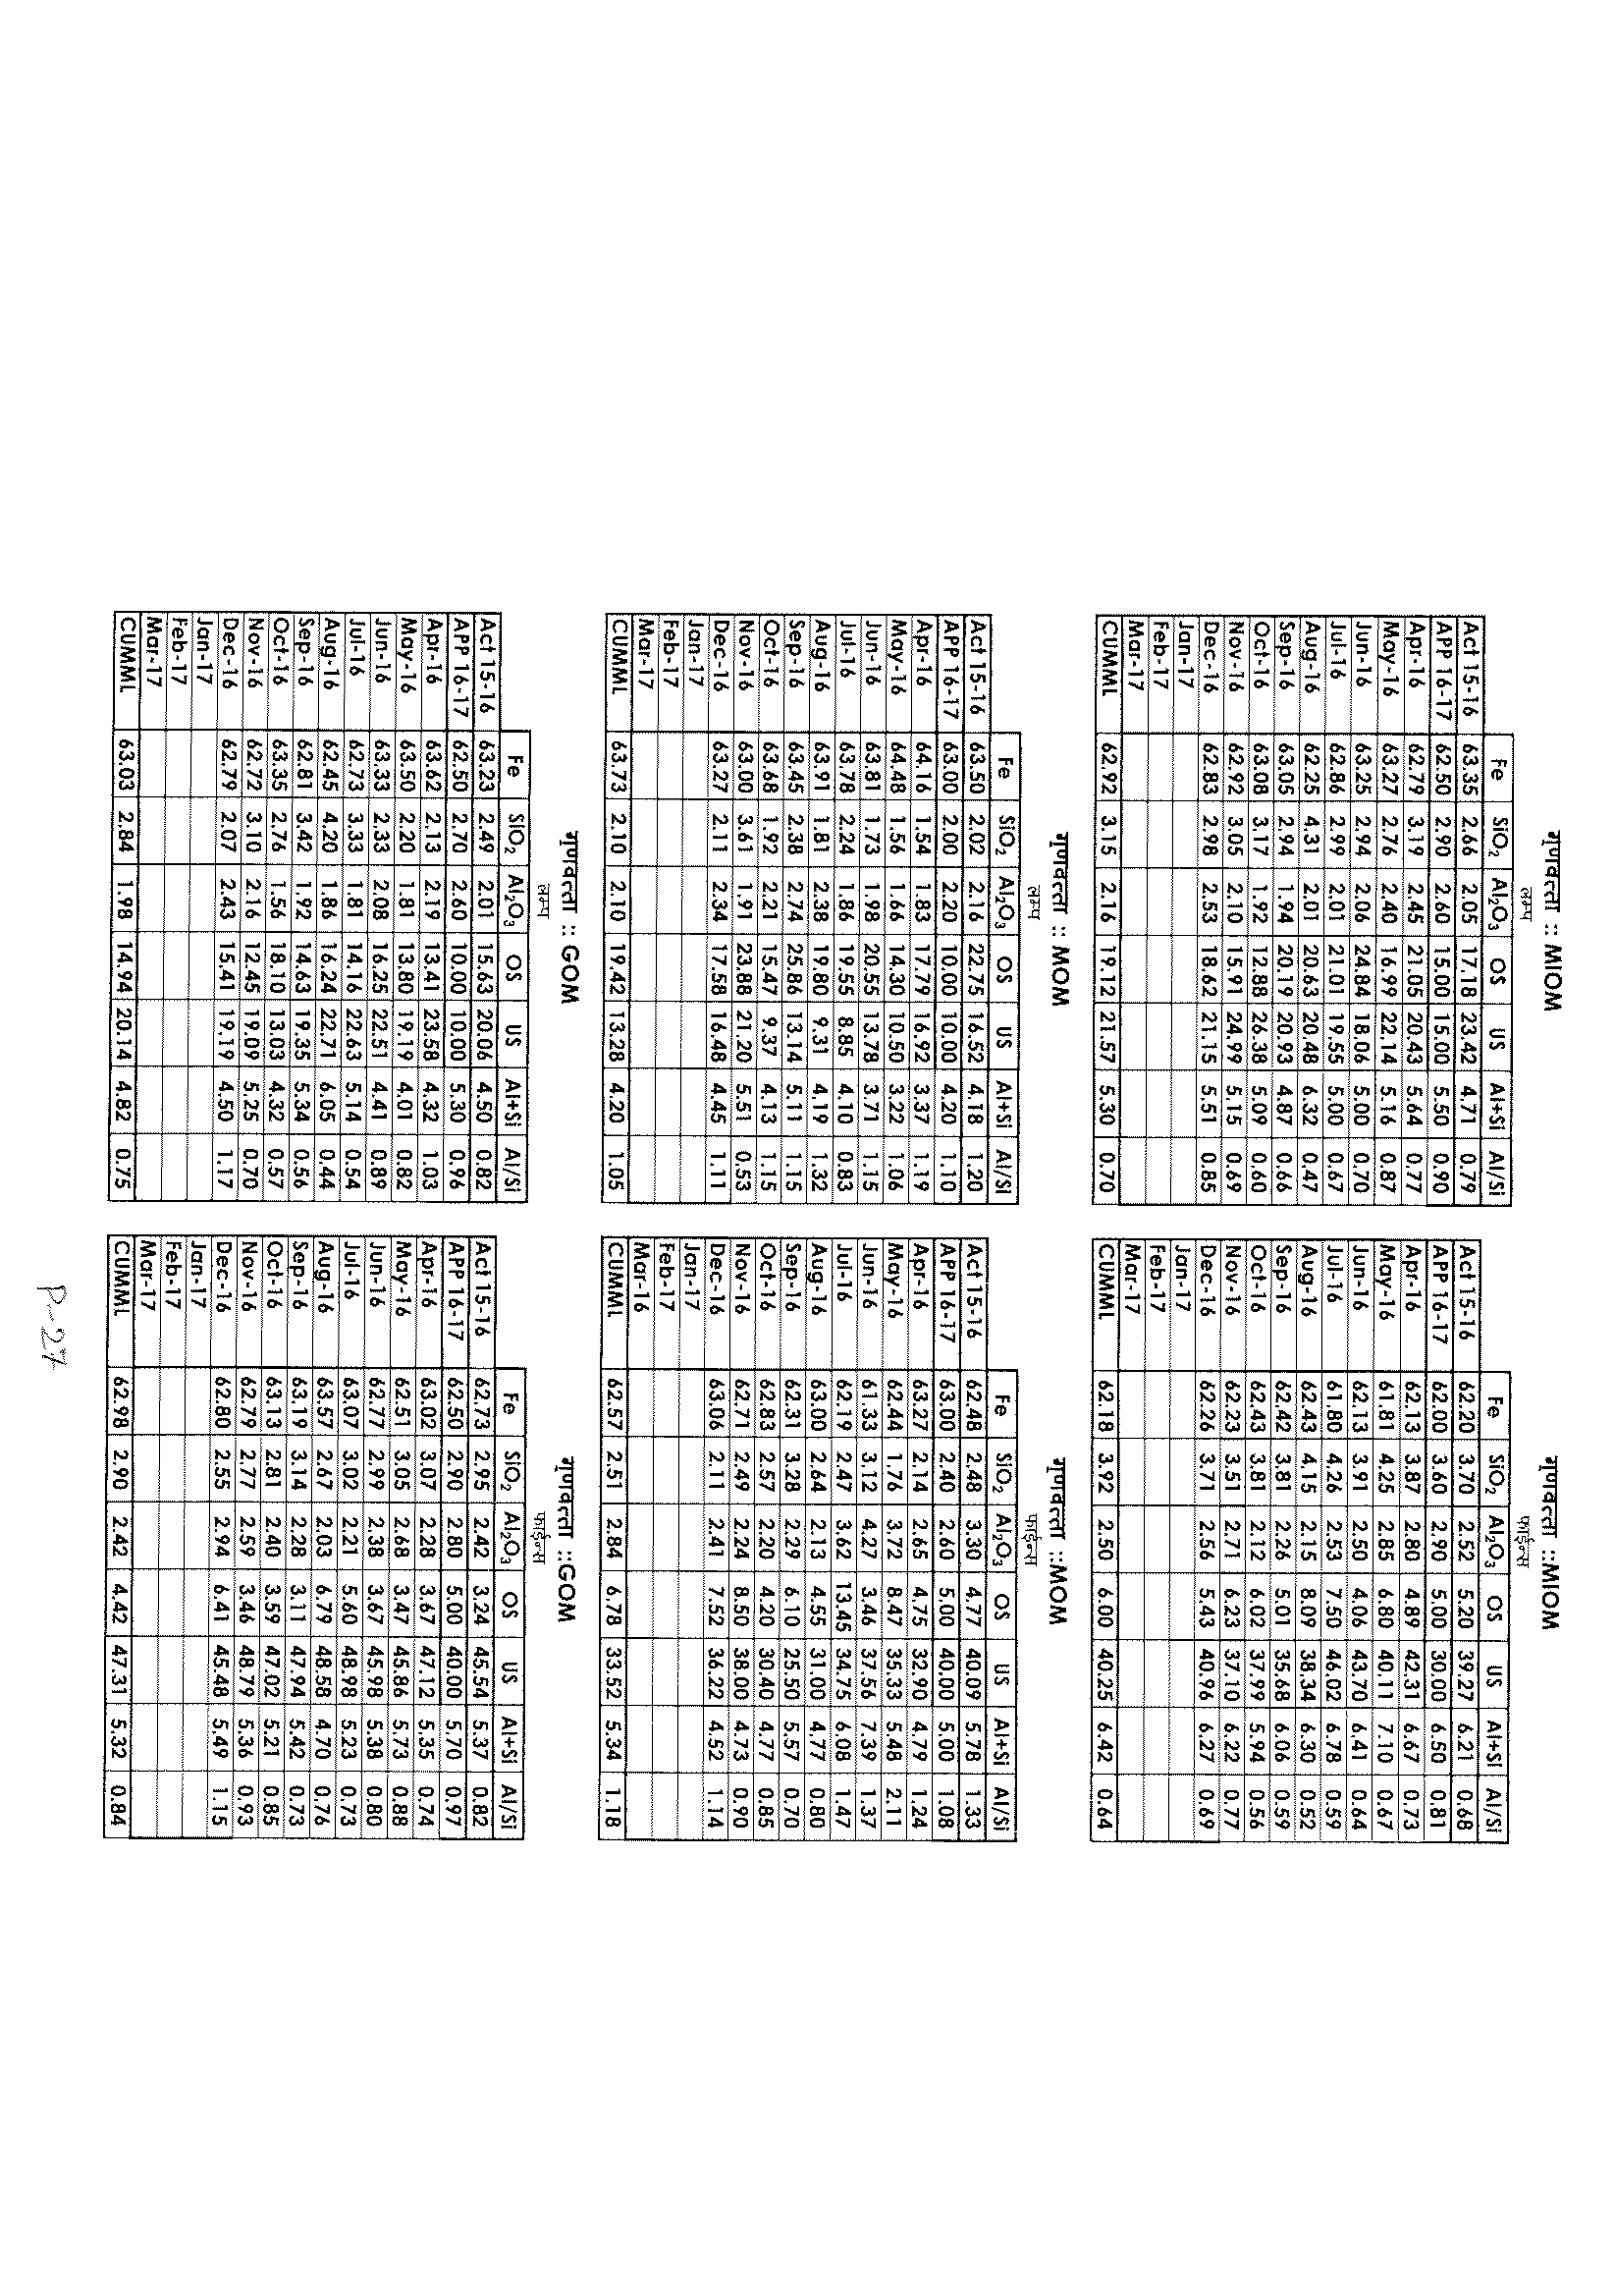 गुणवत्ता :: MIOM
लम्प
Fe SiO₂ Al₂O₃ OS US Al+Si Al/Si
Act 15-16 63.35 2.66 2.05 17.18 23.42 4.71 0.79
APP 16-17 62.50 2.90 2.60 15.00 15.00 5.50 0.90
Apr-16 62.79 3.19 2.45 21.05 20.43 5.64 0.77
May-16 63.27 2.76 2.40 16.99 22.14 5.16 0.87
Jun-16 63.25 2.94 2.06 24.84 18.06 5.00 0.70
Jul-16 62.86 2.99 2.01 21.01 19.55 5.00 0.67
Aug-16 62.25 4.31 2.01 20.63 20.48 6.32 0.47
Sep-16 63.05 2.94 1.94 20.19 20.93 4.87 0.66
Oct-16 63.08 3.17 1.92 12.88 26.38 5.09 0.60
Nov-16 62.92 3.05 2.10 15.91 24.99 5.15 0.69
Dec-16 62.83 2.98 2.53 18.62 21.15 5.51 0.85
Jan-17
Feb-17
Mar-17
CUMML 62.92 3.15 2.16 19.12 21.57 5.30 0.70
गुणवत्ता ::MIOM
फाईन्स
Fe SiO₂ Al₂O₃ OS US Al+Si Al/Si
Act 15-16 62.20 3.70 2.52 5.20 39.27 6.21 0.68
APP 16-17 62.00 3.60 2.90 5.00 30.00 6.50 0.81
Apr-16 62.13 3.87 2.80 4.89 42.31 6.67 0.73
May-16 61.81 4.25 2.85 6.80 40.11 7.10 0.67
Jun-16 62.13 3.91 2.50 4.06 43.70 6.41 0.64
Jul-16 61.80 4.26 2.53 7.50 46.02 6.78 0.59
Aug-16 62.43 4.15 2.15 8.09 38.34 6.30 0.52
Sep-16 62.42 3.81 2.26 5.01 35.68 6.06 0.59
Oct-16 62.43 3.81 2.12 6.02 37.99 5.94 0.56
Nov-16 62.23 3.51 2.71 6.23 37.10 6.22 0.77
Dec-16 62.26 3.71 2.56 5.43 40.96 6.27 0.69
Jan-17
Feb-17
Mar-17
CUMML 62.18 3.92 2.50 6.00 40.25 6.42 0.64
गुणवत्ता :: MOM
लम्प
Fe SiO₂ Al₂O₃ OS US Al+Si Al/Si
Act 15-16 63.50 2.02 2.16 22.75 16.52 4.18 1.20
APP 16-17 63.00 2.00 2.20 10.00 10.00 4.20 1.10
Apr-16 64.16 1.54 1.83 17.79 16.92 3.37 1.19
May-16 64.48 1.56 1.66 14.30 10.50 3.22 1.06
Jun-16 63.81 1.73 1.98 20.55 13.78 3.71 1.15
Jul-16 63.78 2.24 1.86 19.55 8.85 4.10 0.83
Aug-16 63.91 1.81 2.38 19.80 9.31 4.19 1.32
Sep-16 63.45 2.38 2.74 25.86 13.14 5.11 1.15
Oct-16 63.68 1.92 2.21 15.47 9.37 4.13 1.15
Nov-16 63.00 3.61 1.91 23.88 21.20 5.51 0.53
Dec-16 63.27 2.11 2.34 17.58 16.48 4.45 1.11
Jan-17
Feb-17
Mar-17
CUMML 63.73 2.10 2.10 19.42 13.28 4.20 1.05
गुणवत्ता ::MOM
फाईन्स
Fe SiO₂ Al₂O₃ OS US Al+Si Al/Si
Act 15-16 62.48 2.48 3.30 4.77 40.09 5.78 1.33
APP 16-17 63.00 2.40 2.60 5.00 40.00 5.00 1.08
Apr-16 63.27 2.14 2.65 4.75 32.90 4.79 1.24
May-16 62.44 1.76 3.72 8.47 35.33 5.48 2.11
Jun-16 61.33 3.12 4.27 3.46 37.56 7.39 1.37
Jul-16 62.19 2.47 3.62 13.45 34.75 6.08 1.47
Aug-16 63.00 2.64 2.13 4.55 31.00 4.77 0.80
Sep-16 62.31 3.28 2.29 6.10 25.50 5.57 0.70
Oct-16 62.83 2.57 2.20 4.20 30.40 4.77 0.85
Nov-16 62.71 2.49 2.24 8.50 38.00 4.73 0.90
Dec-16 63.06 2.11 2.41 7.52 36.22 4.52 1.14
Jan-17
Feb-17
Mar-16
CUMML 62.57 2.51 2.84 6.78 33.52 5.34 1.18
गुणवत्ता :: GOM
लम्प
Fe SiO₂ Al₂O₃ OS US Al+Si Al/Si
Act 15-16 63.23 2.49 2.01 15.63 20.06 4.50 0.82
APP 16-17 62.50 2.70 2.60 10.00 10.00 5.30 0.96
Apr-16 63.62 2.13 2.19 13.41 23.58 4.32 1.03
May-16 63.50 2.20 1.81 13.80 19.19 4.01 0.82
Jun-16 63.33 2.33 2.08 16.25 22.51 4.41 0.89
Jul-16 62.73 3.33 1.81 14.16 22.63 5.14 0.54
Aug-16 62.45 4.20 1.86 16.24 22.71 6.05 0.44
Sep-16 62.81 3.42 1.92 14.63 19.35 5.34 0.56
Oct-16 63.35 2.76 1.56 18.10 13.03 4.32 0.57
Nov-16 62.72 3.10 2.16 12.45 19.09 5.25 0.70
Dec-16 62.79 2.07 2.43 15.41 19.19 4.50 1.17
Jan-17
Feb-17
Mar-17
CUMML 63.03 2.84 1.98 14.94 20.14 4.82 0.75
गुणवत्ता ::GOM
फाईन्स
Fe SiO₂ Al₂O₃ OS US Al+Si Al/Si
Act 15-16 62.73 2.95 2.42 3.24 45.54 5.37 0.82
APP 16-17 62.50 2.90 2.80 5.00 40.00 5.70 0.97
Apr-16 63.02 3.07 2.28 3.67 47.12 5.35 0.74
May-16 62.51 3.05 2.68 3.47 45.86 5.73 0.88
Jun-16 62.77 2.99 2.38 3.67 45.98 5.38 0.80
Jul-16 63.07 3.02 2.21 5.60 48.98 5.23 0.73
Aug-16 63.57 2.67 2.03 6.79 48.58 4.70 0.76
Sep-16 63.19 3.14 2.28 3.11 47.94 5.42 0.73
Oct-16 63.13 2.81 2.40 3.59 47.02 5.21 0.85
Nov-16 62.79 2.77 2.59 3.46 48.79 5.36 0.93
Dec-16 62.80 2.55 2.94 6.41 45.48 5.49 1.15
Jan-17
Feb-17
Mar-17
CUMML 62.98 2.90 2.42 4.42 47.31 5.32 0.84
P-27